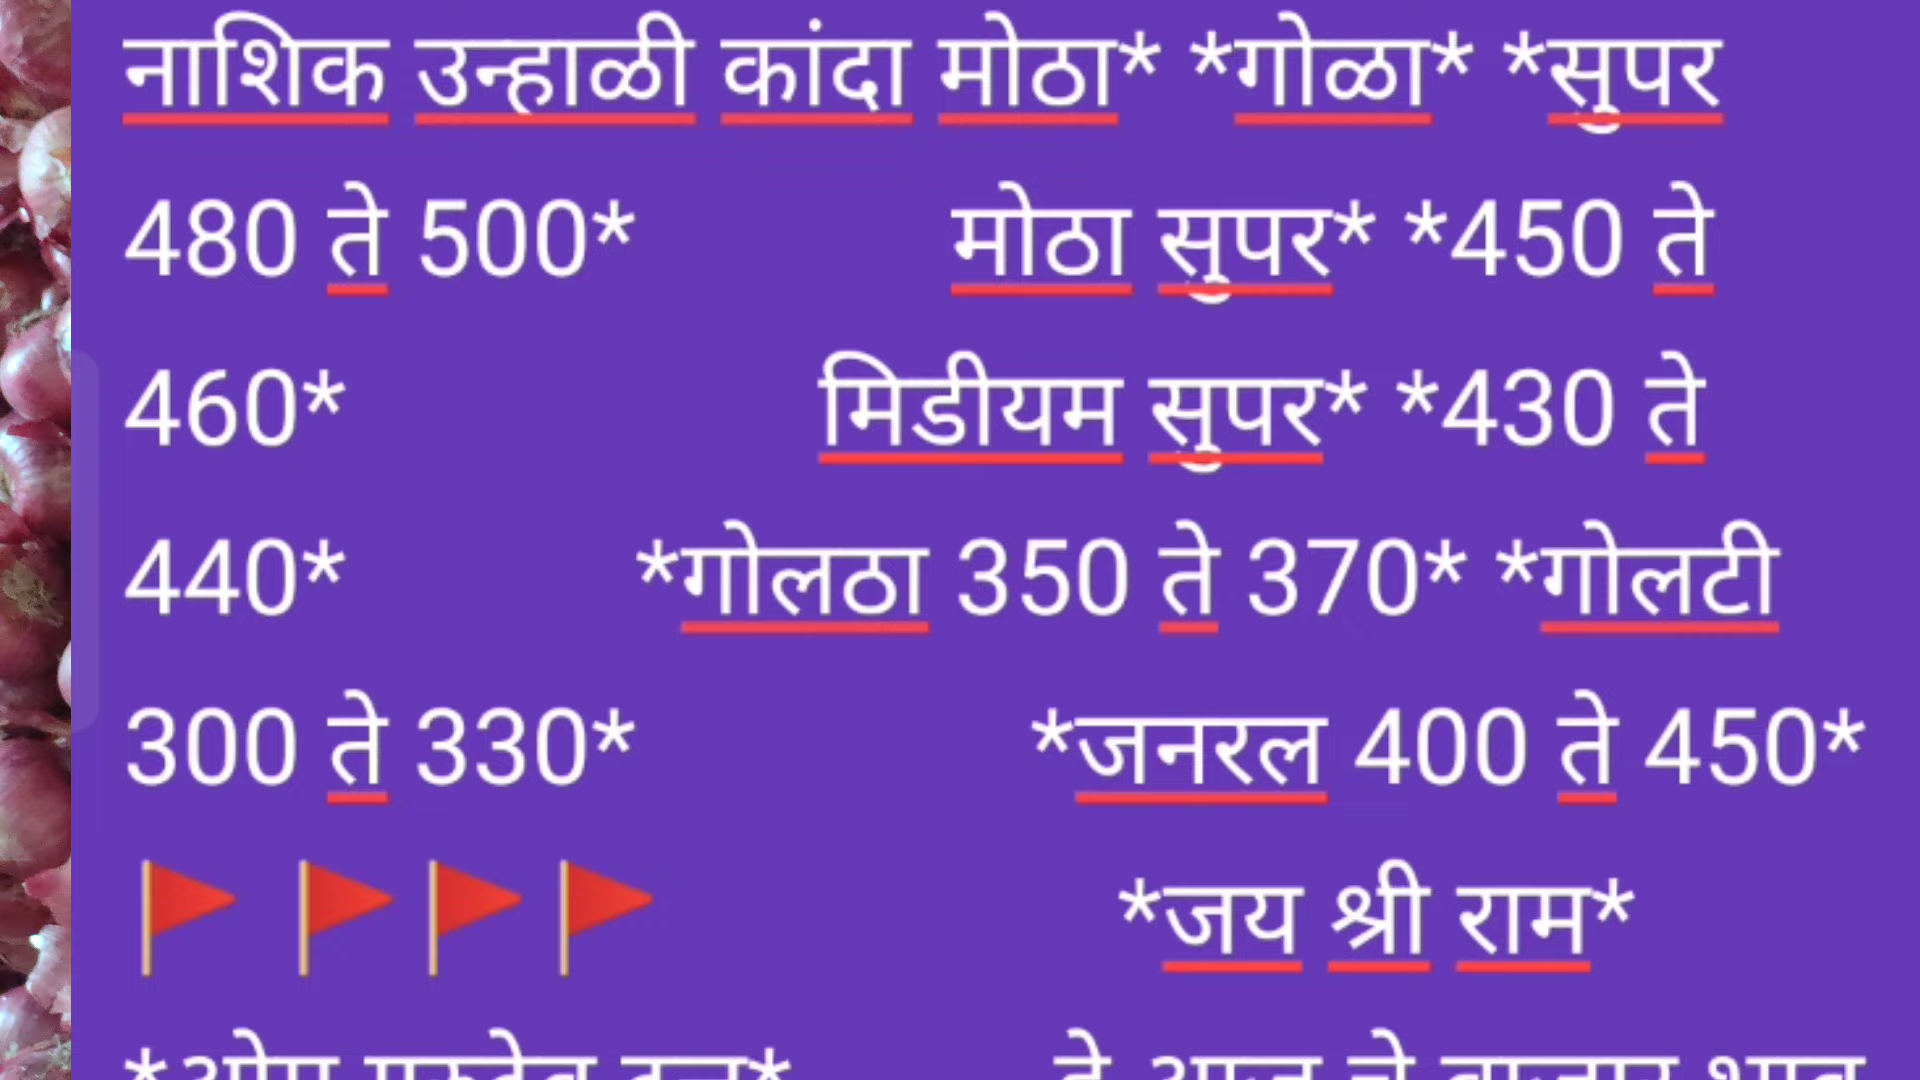 नाशिक उन्हाळी कांदा मोठा* *गोळा* *सुपर
480 ते 500* मोठा सुपर* *450 ते
460* मिडीयम सुपर* *430 ते
440* *गोलठा 350 ते 370* *गोलटी
300 ते 330* *जनरल 400 ते 450*
🚩 🚩 🚩 🚩 *जय श्री राम*